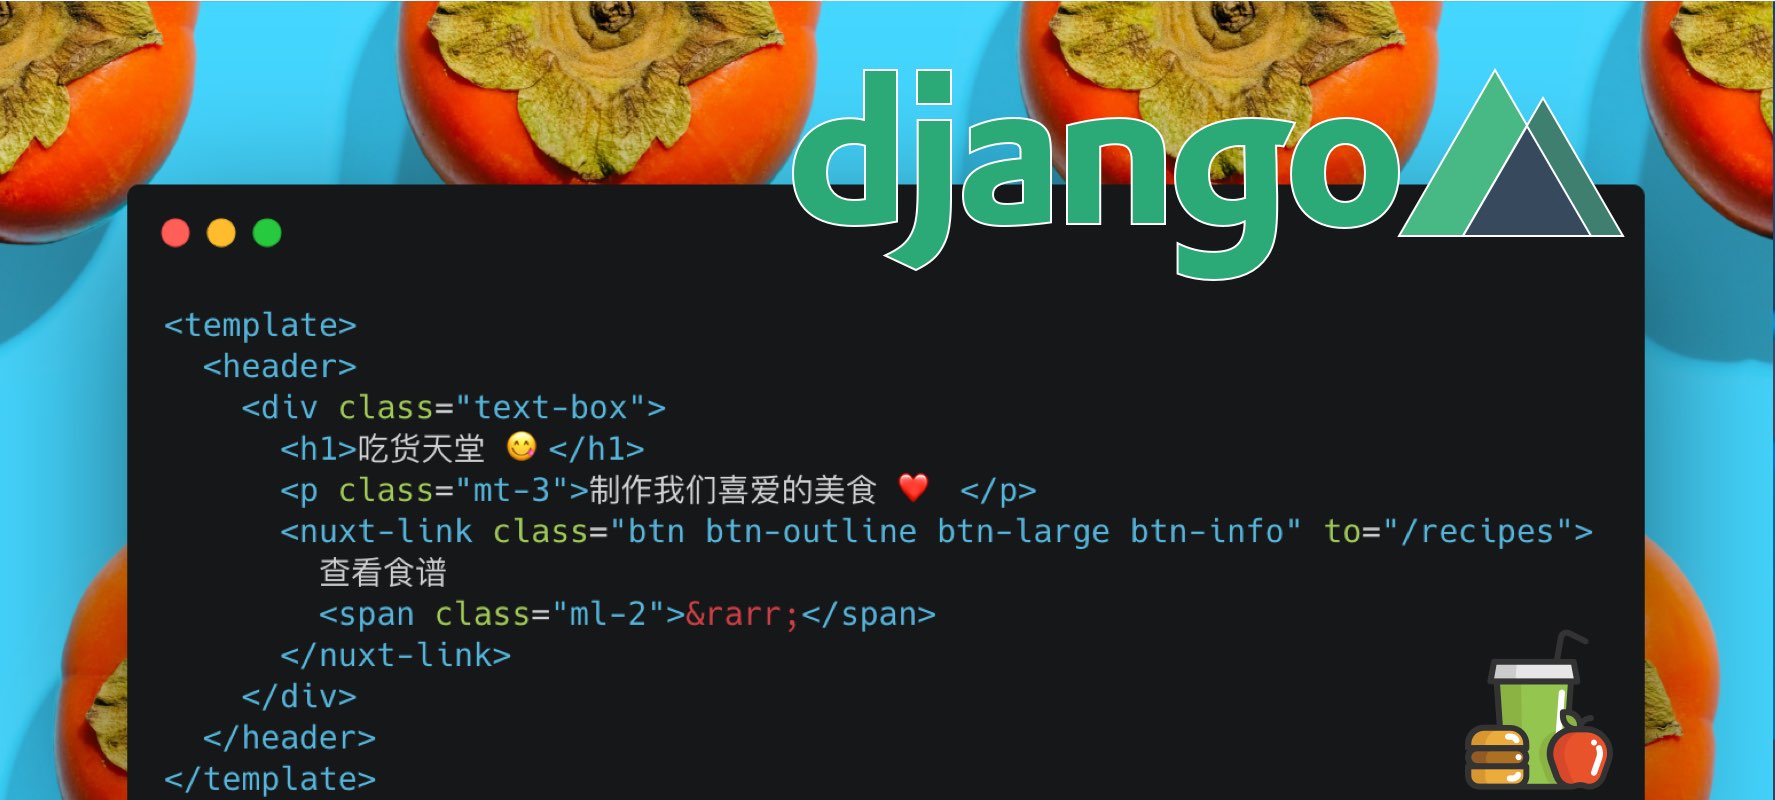 django
<template>
<header>
<div class="text-box">
<h1>吃货天堂 😋 </h1>
<p class="mt-3">制作我们喜爱的美食 ❤️ </p>
<nuxt-link class="btn btn-outline btn-large btn-info" to="/recipes">
查看食谱
<span class="ml-2">&rarr;</span>
</nuxt-link>
</div>
</header>
</template>